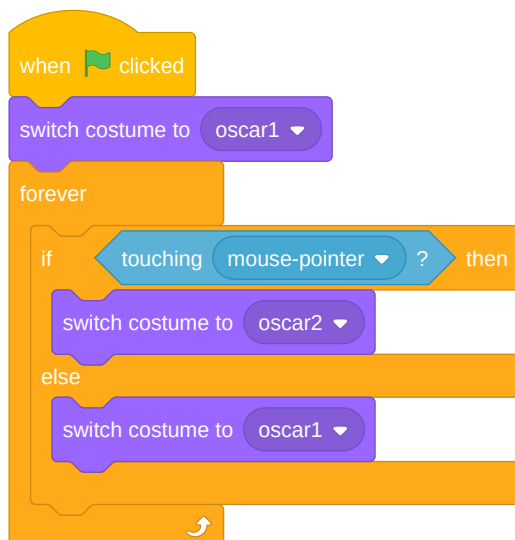 when clicked
switch costume to oscar1
forever
if touching mouse-pointer ? then
switch costume to oscar2
else
switch costume to oscar1